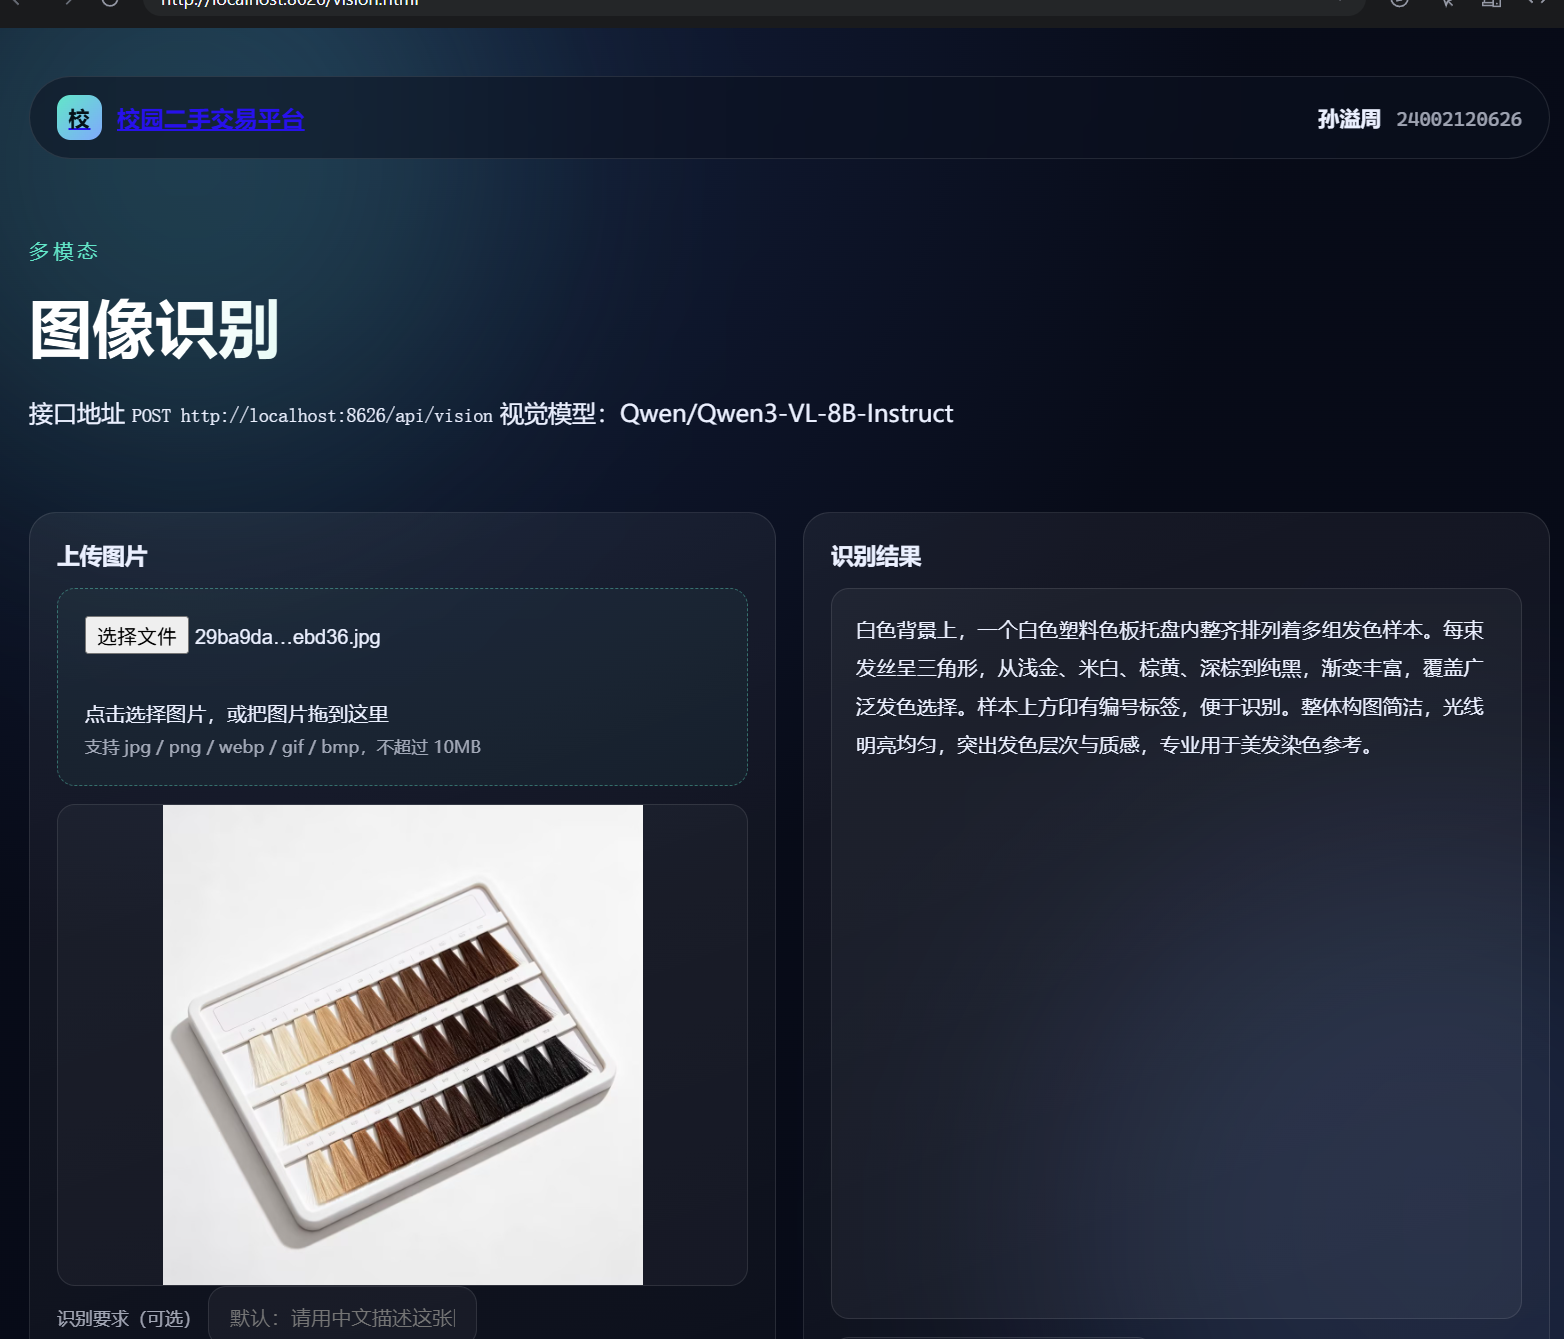 http://localhost:8626/vision.html
校 校园二手交易平台
孙溢周 24002120626
多模态
图像识别
接口地址 POST http://localhost:8626/api/vision 视觉模型：Qwen/Qwen3-VL-8B-Instruct
上传图片
选择文件 29ba9da...ebd36.jpg
点击选择图片，或把图片拖到这里
支持 jpg / png / webp / gif / bmp，不超过 10MB
识别要求（可选） 默认：请用中文描述这张
识别结果
白色背景上，一个白色塑料色板托盘内整齐排列着多组发色样本。每束
发丝呈三角形，从浅金、米白、棕黄、深棕到纯黑，渐变丰富，覆盖广
泛发色选择。样本上方印有编号标签，便于识别。整体构图简洁，光线
明亮均匀，突出发色层次与质感，专业用于美发染色参考。